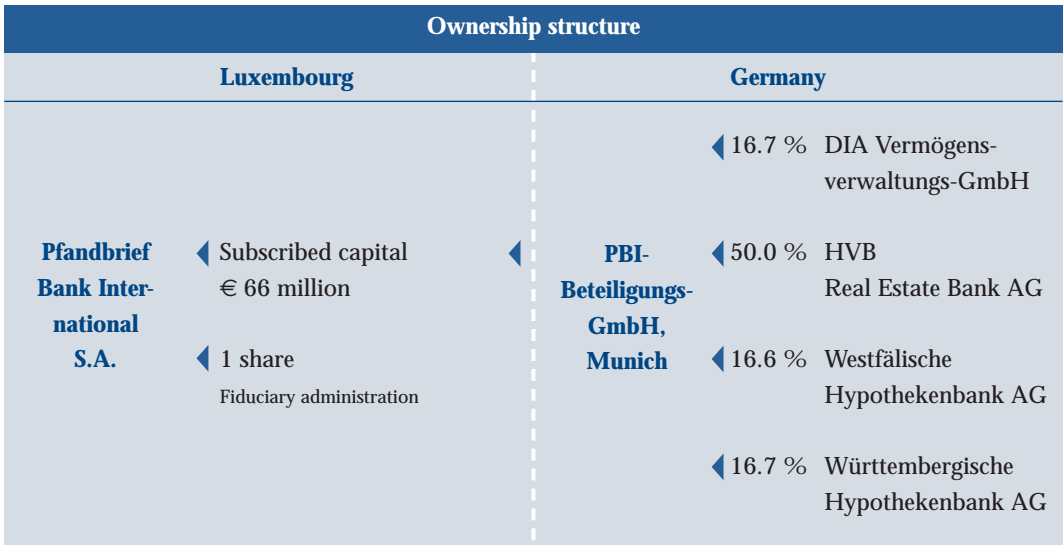 Ownership structure
Luxembourg
Germany
Pfandbrief
Bank Inter-
national
S.A.
Subscribed capital
€ 66 million
1 share
Fiduciary administration
PBI-
Beteiligungs-
GmbH,
Munich
16.7 % DIA Vermögens-
verwaltungs-GmbH
50.0 % HVB
Real Estate Bank AG
16.6 % Westfälische
Hypothekenbank AG
16.7 % Württembergische
Hypothekenbank AG